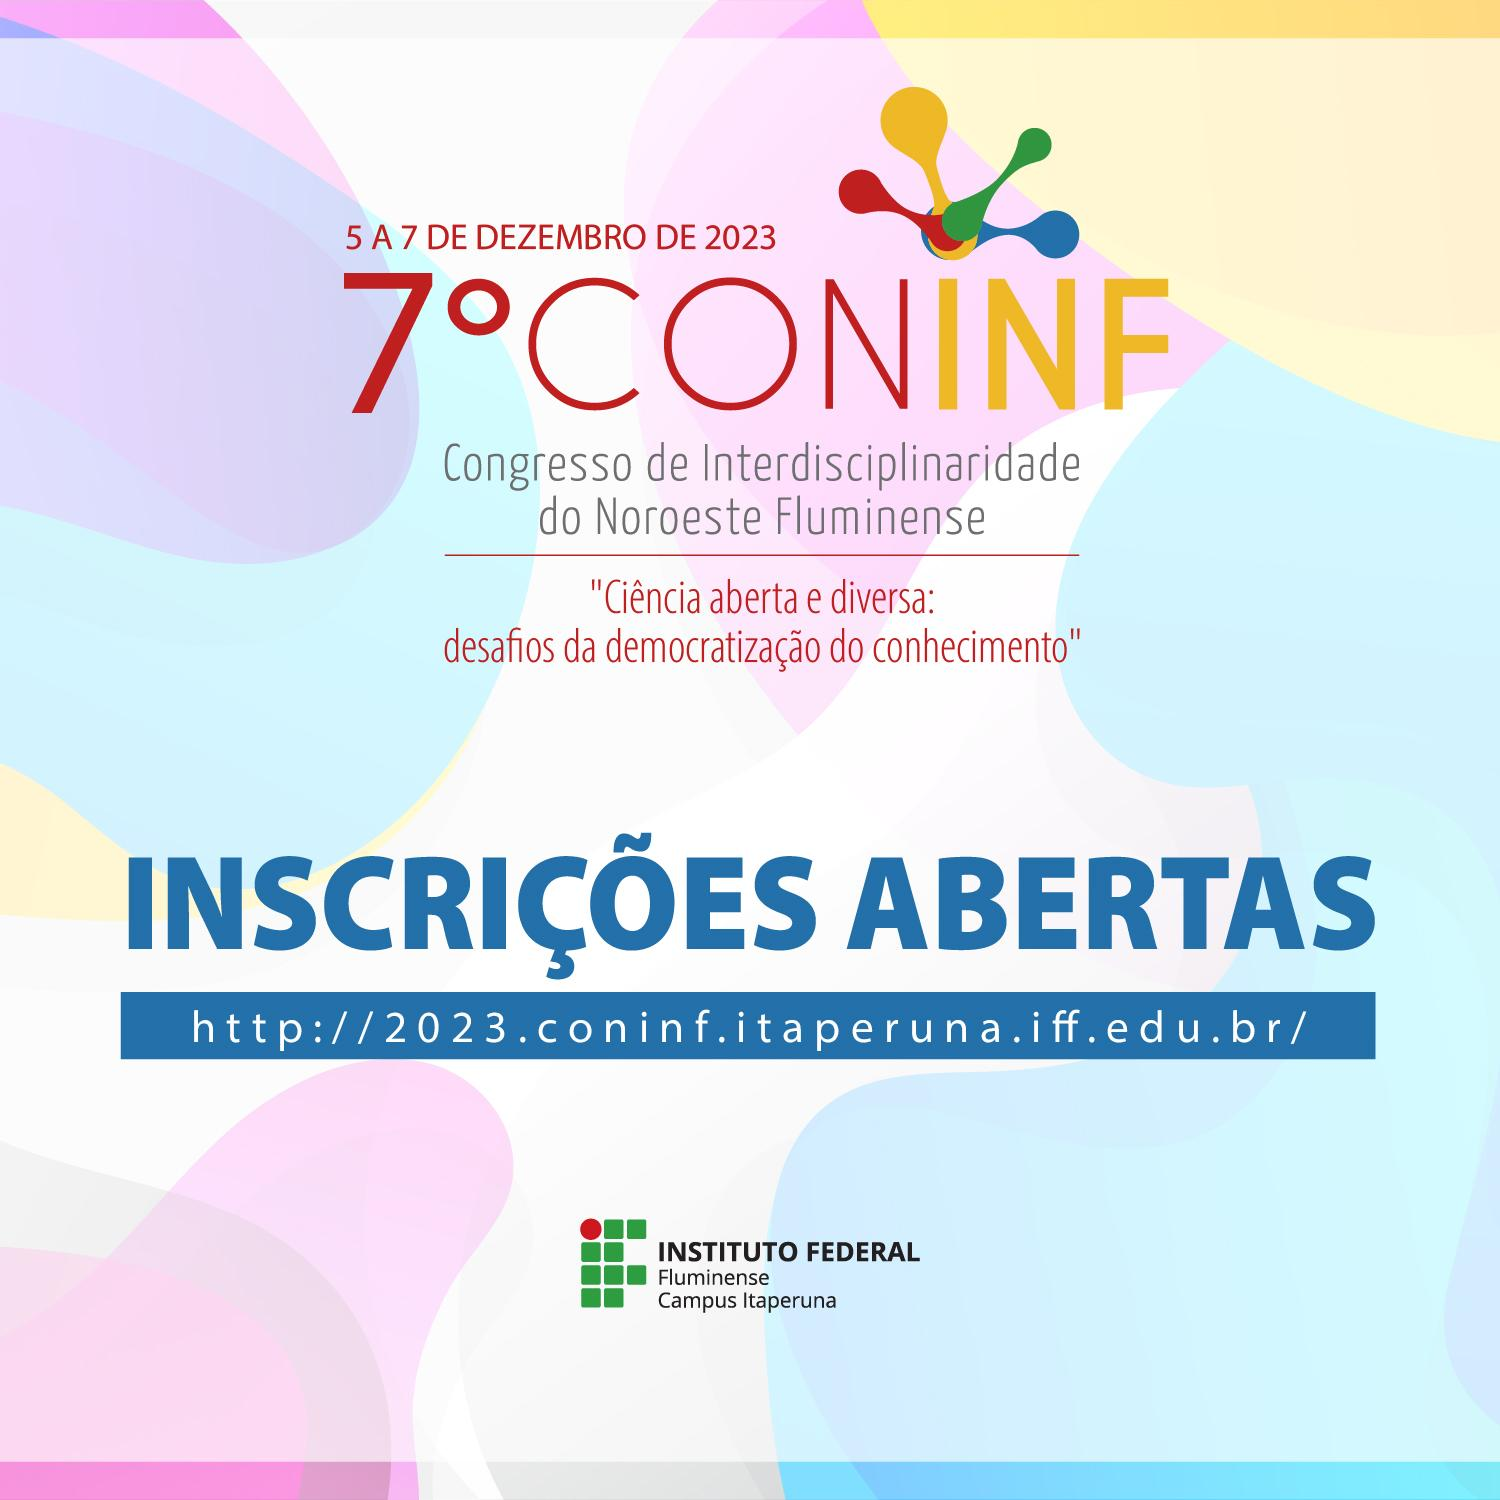 5 A 7 DE DEZEMBRO DE 2023
7°CONINF
Congresso de Interdisciplinaridade
do Noroeste Fluminense
"Ciência aberta e diversa:
desafios da democratização do conhecimento"
INSCRIÇÕES ABERTAS
http://2023.coninf.itaperuna.iff.edu.br/
INSTITUTO FEDERAL
Fluminense
Campus Itaperuna